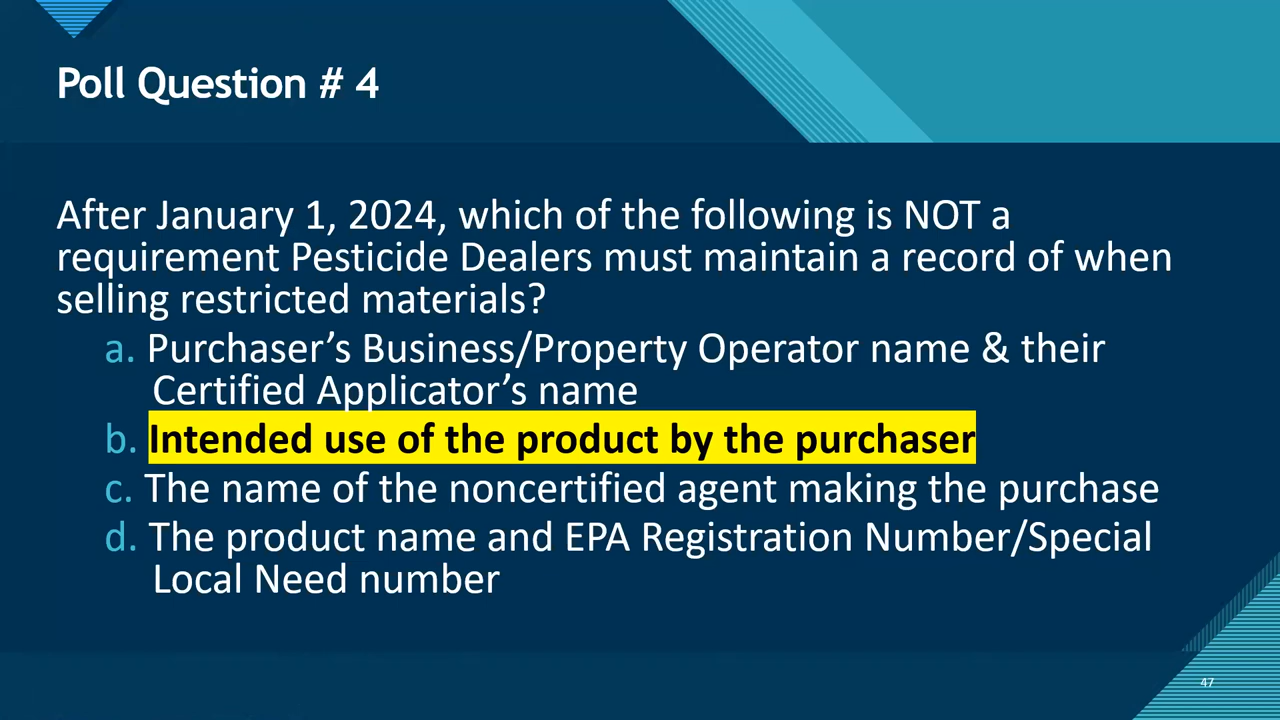 Poll Question # 4
After January 1, 2024, which of the following is NOT a
requirement Pesticide Dealers must maintain a record of when
selling restricted materials?
a. Purchaser’s Business/Property Operator name & their
Certified Applicator’s name
b. Intended use of the product by the purchaser
c. The name of the noncertified agent making the purchase
d. The product name and EPA Registration Number/Special
Local Need number
47